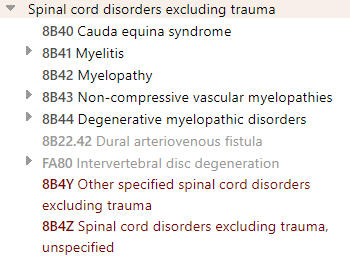 Spinal cord disorders excluding trauma
8B40 Cauda equina syndrome
8B41 Myelitis
8B42 Myelopathy
8B43 Non-compressive vascular myelopathies
8B44 Degenerative myelopathic disorders
8B22.42 Dural arteriovenous fistula
FA80 Intervertebral disc degeneration
8B4Y Other specified spinal cord disorders
excluding trauma
8B4Z Spinal cord disorders excluding trauma,
unspecified